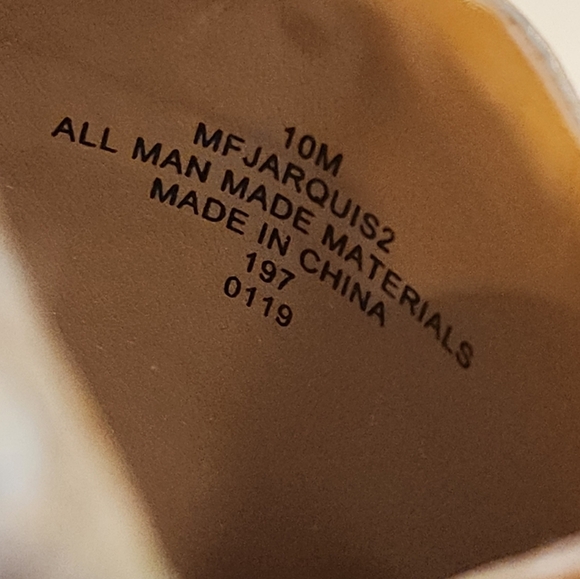 10M
MFJARQUIS2
ALL MAN MADE MATERIALS
MADE IN CHINA
197
0119